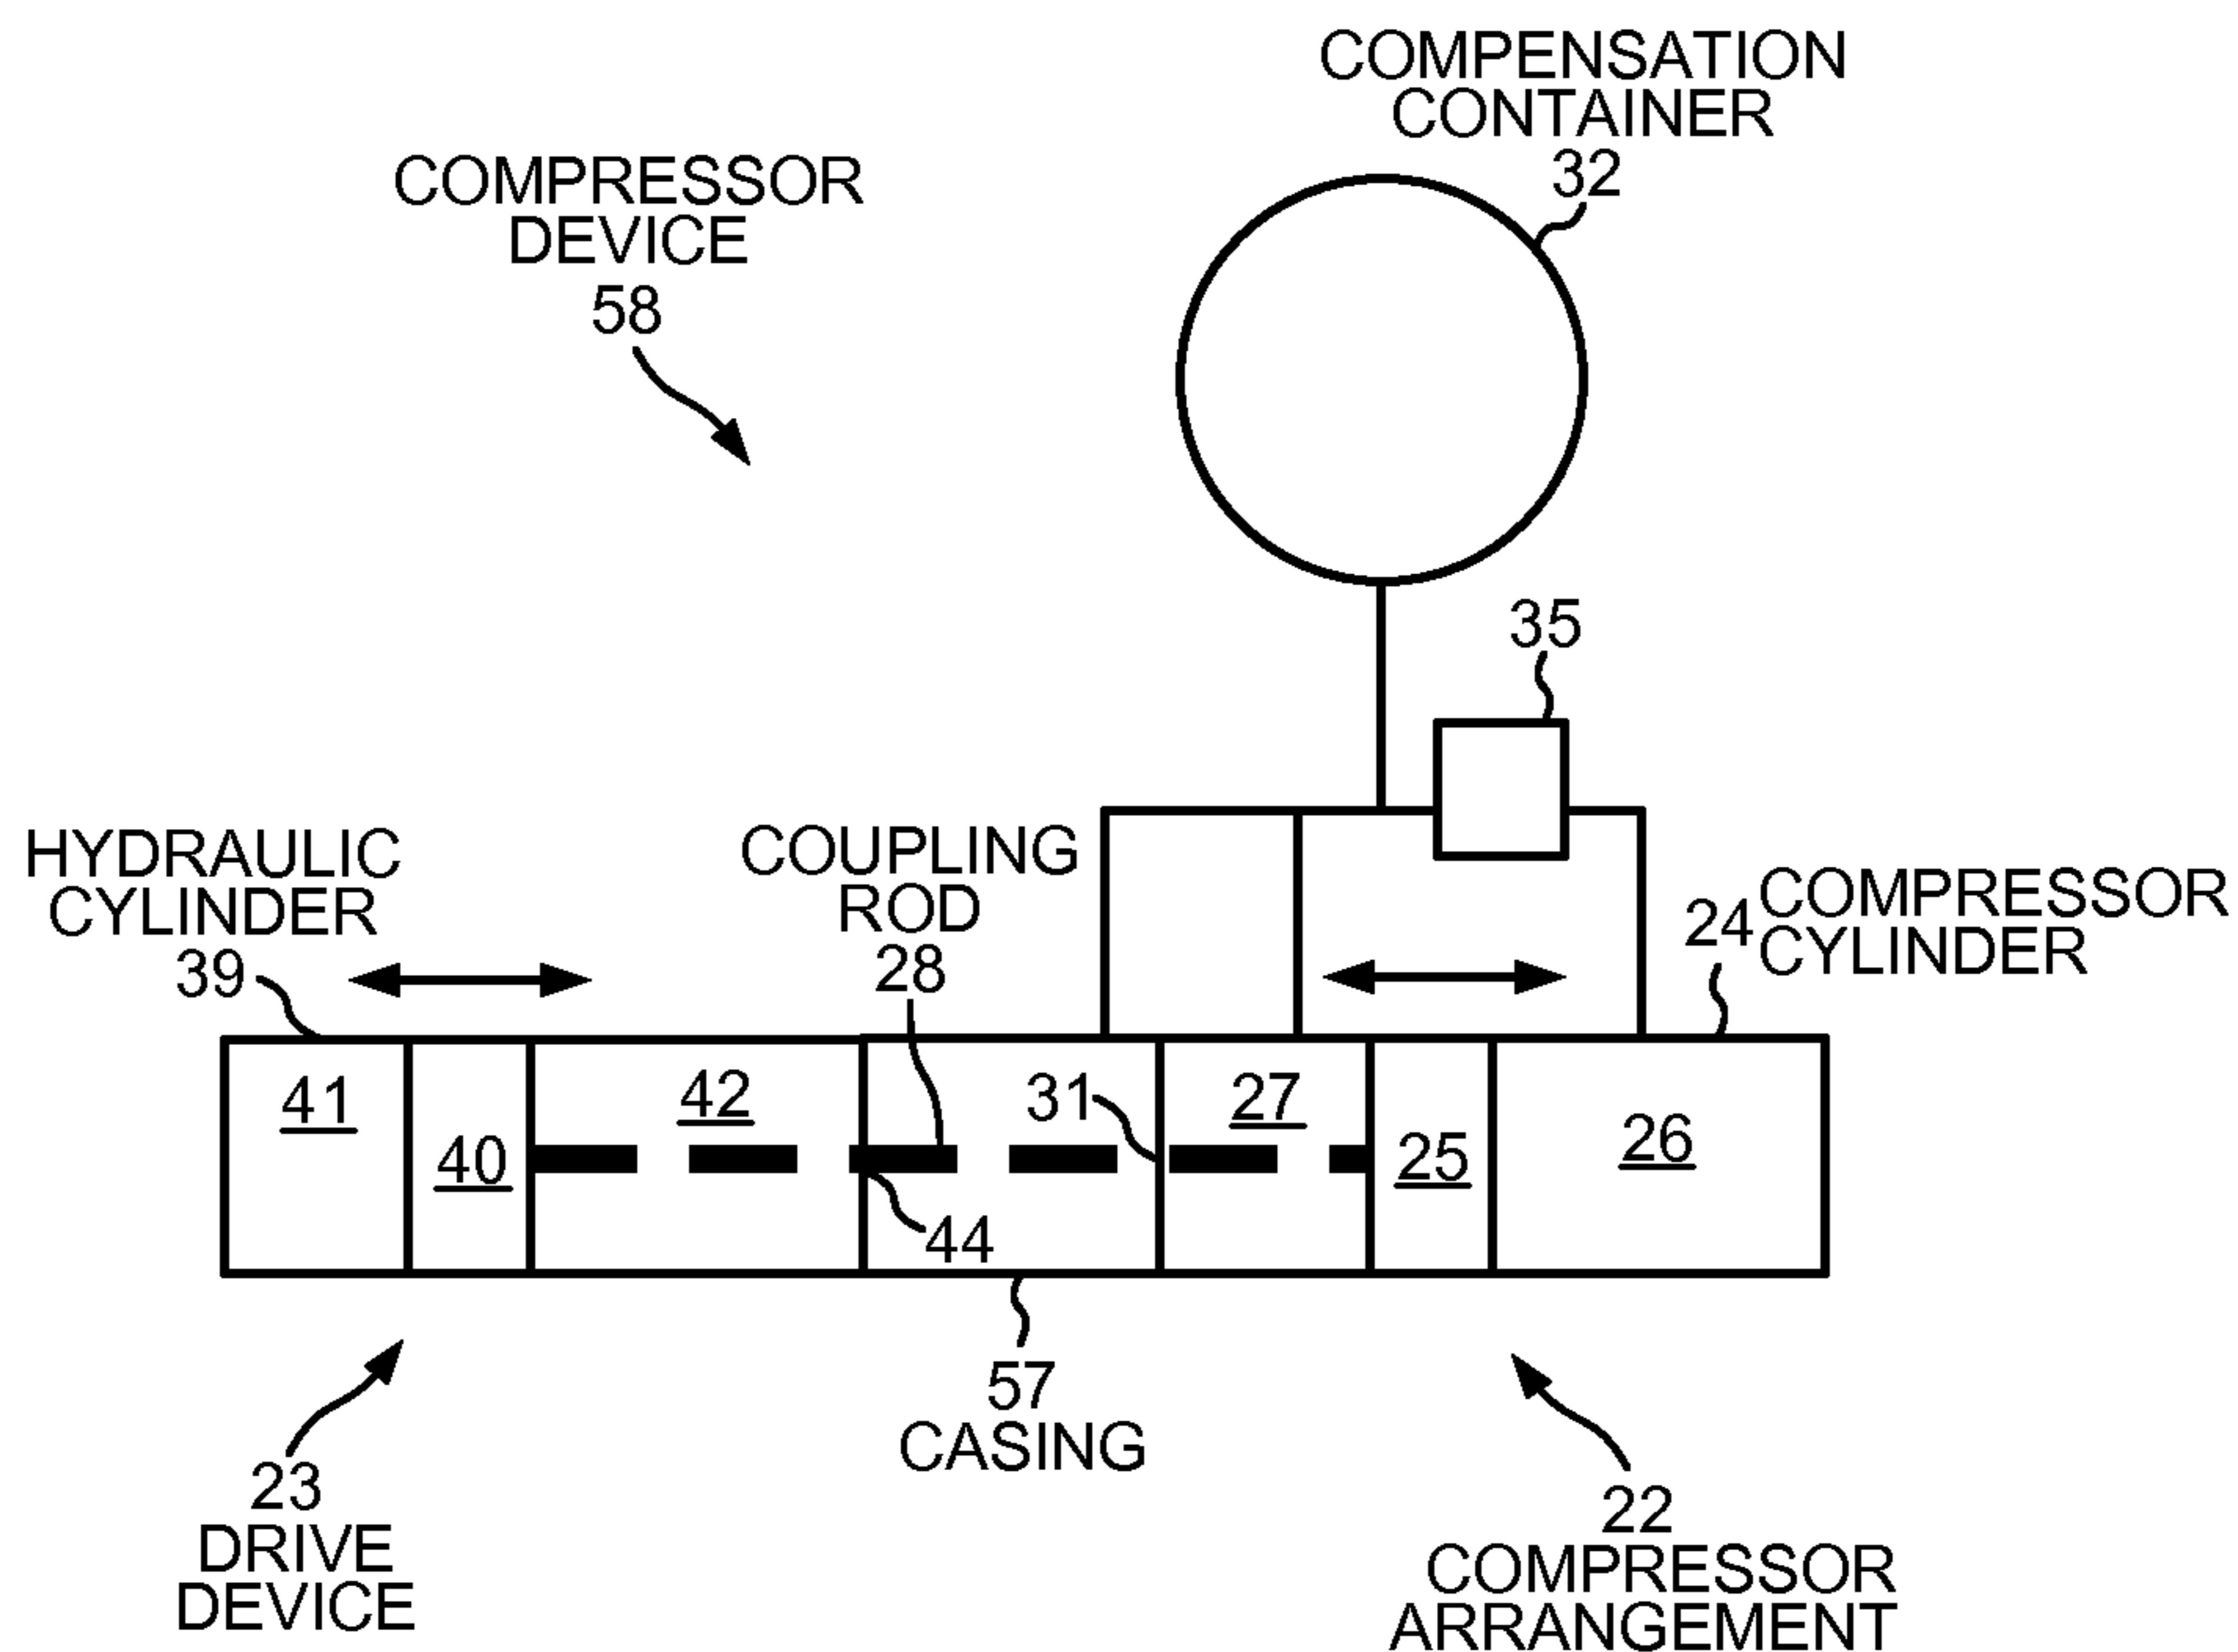 COMPENSATION
CONTAINER
32
COMPRESSOR
DEVICE
58
35
HYDRAULIC
CYLINDER
39
COUPLING
ROD
28
24 COMPRESSOR
CYLINDER
41
40
42
31
27
25
26
44
57
CASING
23
DRIVE
DEVICE
22
COMPRESSOR
ARRANGEMENT